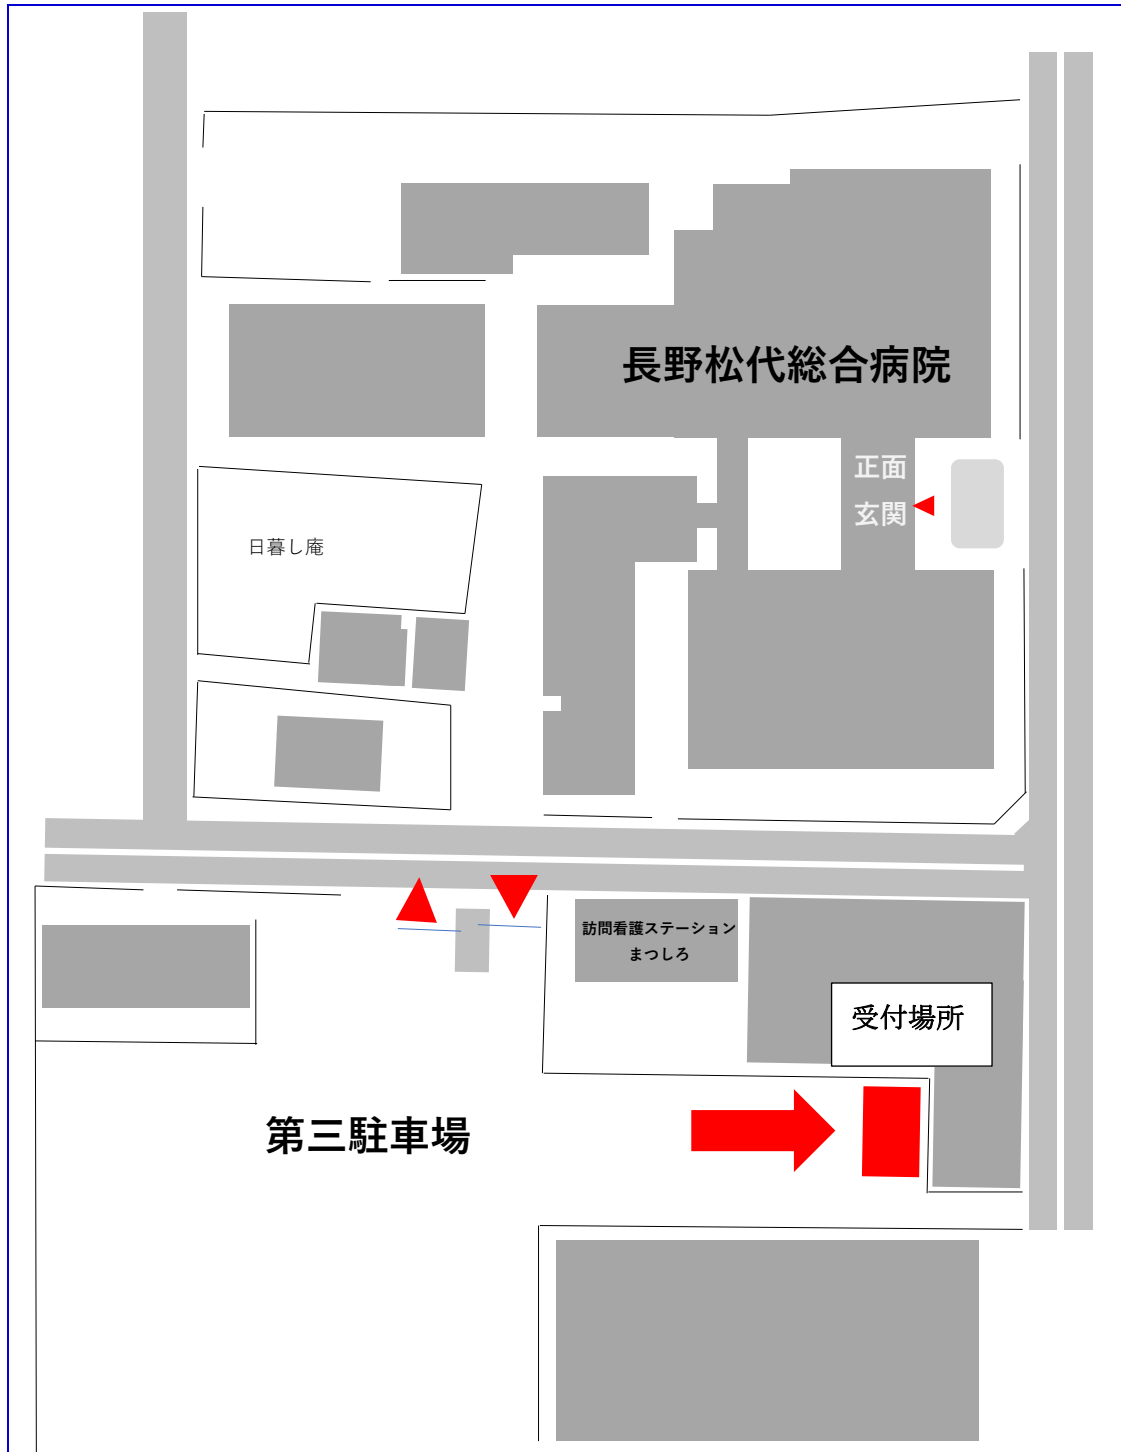 長野松代総合病院
正面
玄関
日暮し庵
訪問看護ステーション
まつしろ
受付場所
第三駐車場